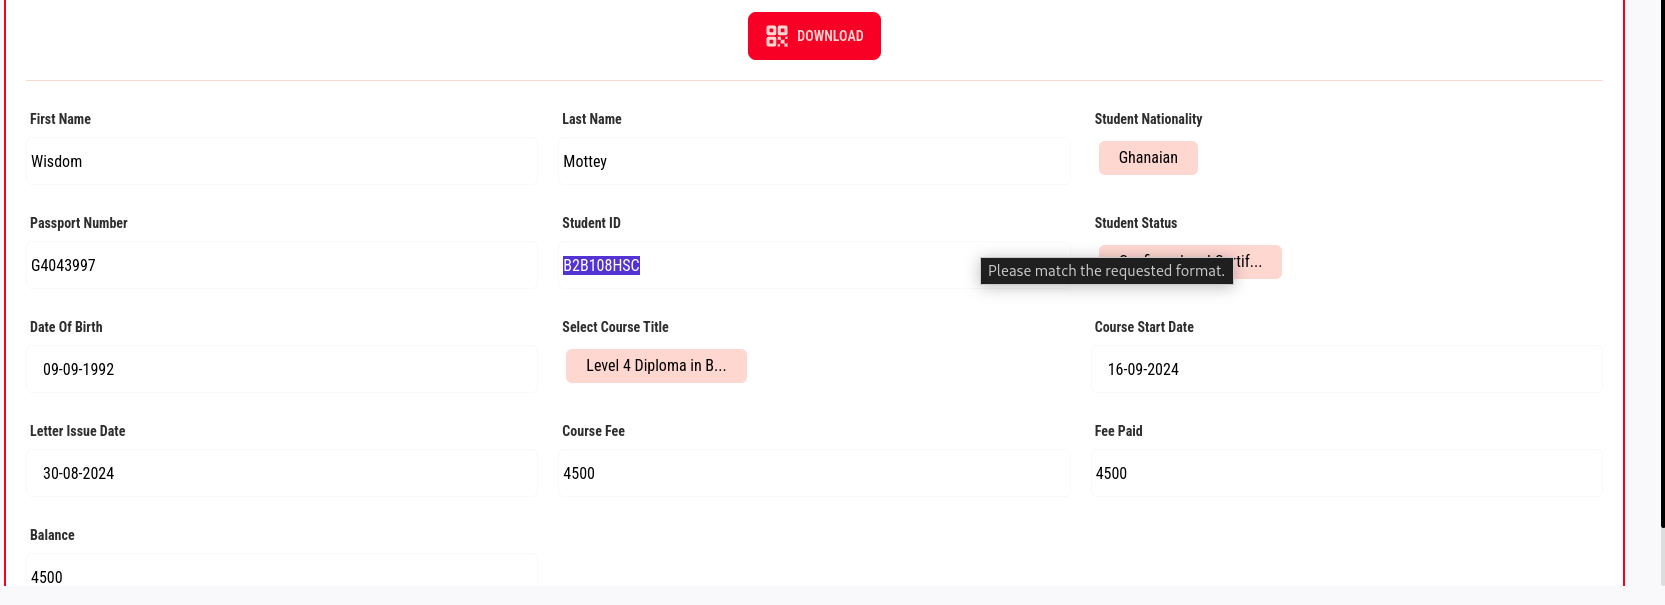 DOWNLOAD
First Name
Last Name
Student Nationality
Wisdom
Mottey
Ghanaian
Passport Number
Student ID
Student Status
G4043997
B2B108HSC
tif...
Please match the requested format.
Date Of Birth
Select Course Title
Course Start Date
09-09-1992
Level 4 Diploma in B...
16-09-2024
Letter Issue Date
Course Fee
Fee Paid
30-08-2024
4500
4500
Balance
4500